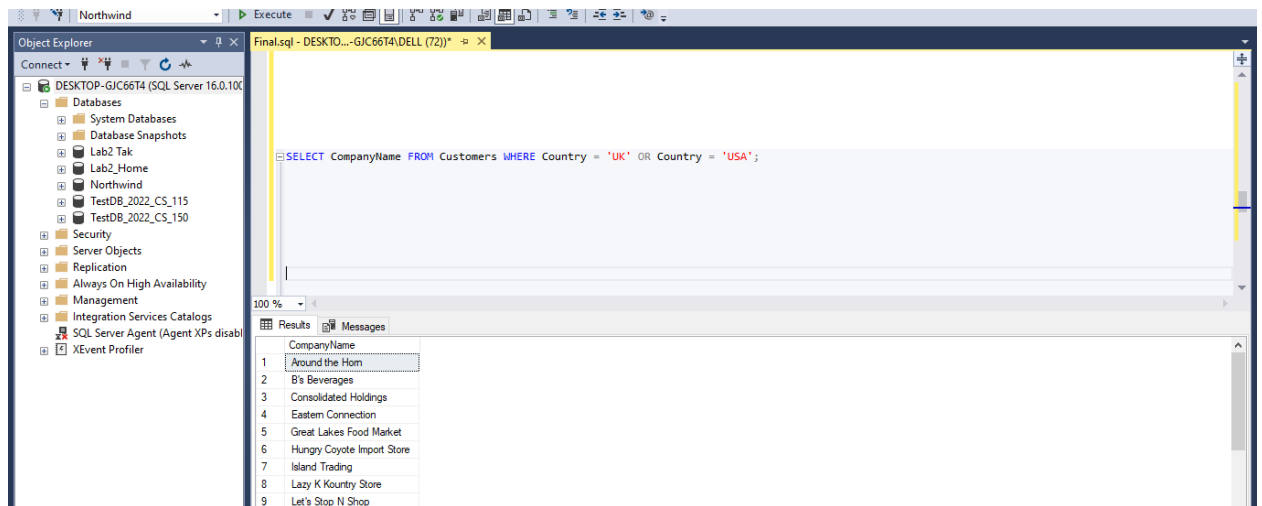 Northwind
Execute
Object Explorer
Connect
DESKTOP-GJC66T4 (SQL Server 16.0.100
Databases
System Databases
Database Snapshots
Lab2 Tak
Lab2_Home
Northwind
TestDB_2022_CS_115
TestDB_2022_CS_150
Security
Server Objects
Replication
Always On High Availability
Management
Integration Services Catalogs
SQL Server Agent (Agent XPs disabl
XEvent Profiler
Final.sql - DESKTO...-GJC66T4\DELL (72))*
SELECT CompanyName FROM Customers WHERE Country = 'UK' OR Country = 'USA';
100 %
Results Messages
CompanyName
1 Around the Horn
2 B's Beverages
3 Consolidated Holdings
4 Eastern Connection
5 Great Lakes Food Market
6 Hungry Coyote Import Store
7 Island Trading
8 Lazy K Kountry Store
9 Let's Stop N Shop